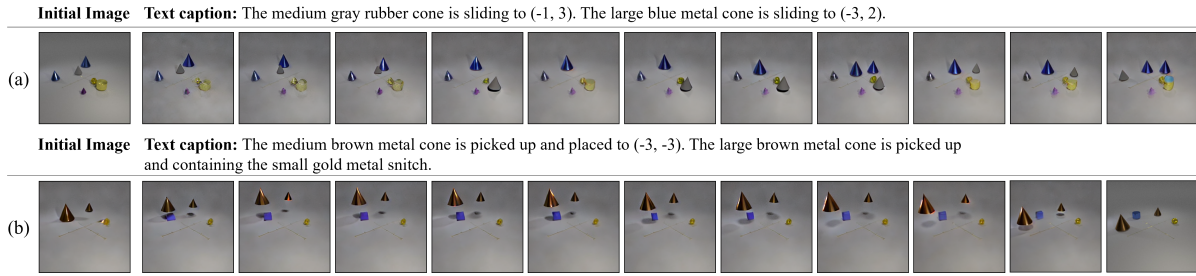 Initial Image Text caption: The medium gray rubber cone is sliding to (-1, 3). The large blue metal cone is sliding to (-3, 2).
(a)
Initial Image Text caption: The medium brown metal cone is picked up and placed to (-3, -3). The large brown metal cone is picked up
and containing the small gold metal snitch.
(b)